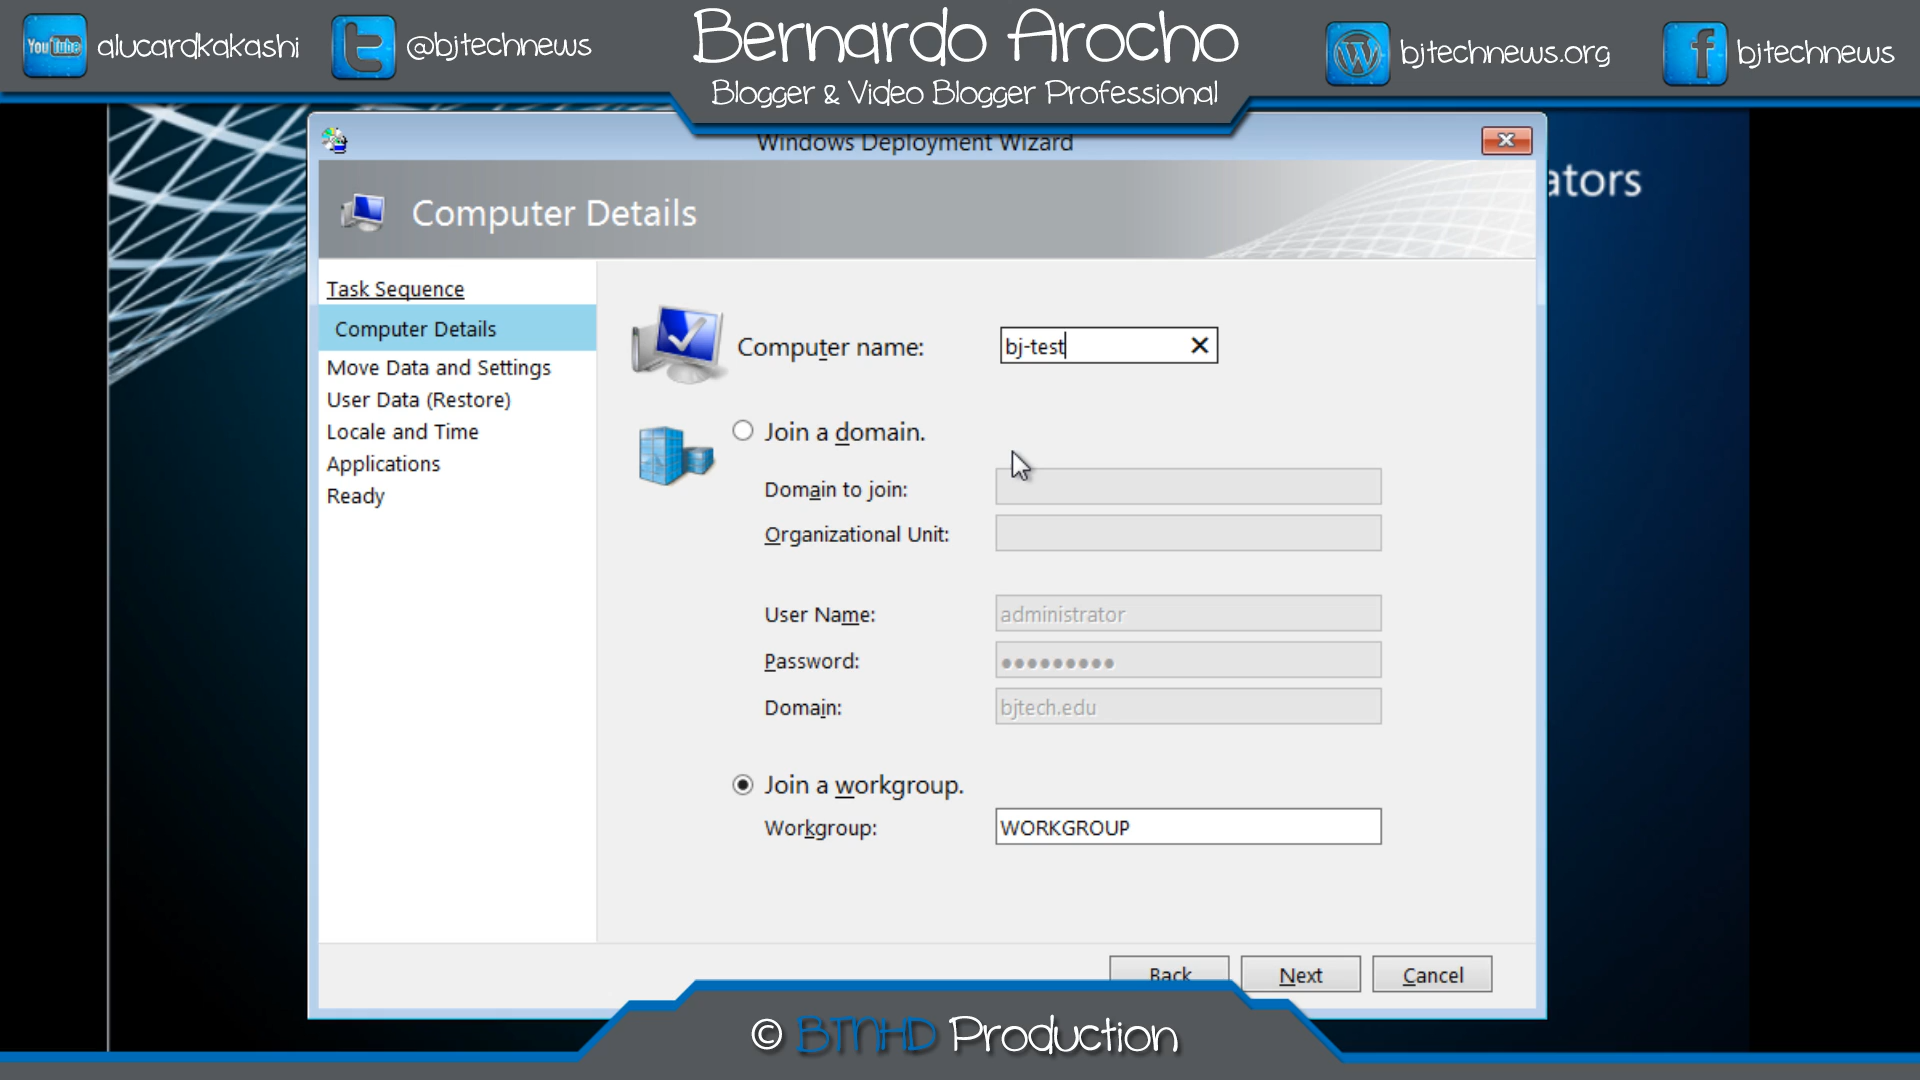 YouTube alucardkakashi
@bjtechnews
Bernardo Arocho
Blogger & Video Blogger Professional
bjtechnews.org
bjtechnews
Windows Deployment Wizard
ators
Computer Details
Task Sequence
Computer Details
Move Data and Settings
User Data (Restore)
Locale and Time
Applications
Ready
Computer name: bj-test
Join a domain.
Domain to join:
Organizational Unit:
User Name: administrator
Password: ●●●●●●●●●
Domain: bjtech.edu
Join a workgroup.
Workgroup: WORKGROUP
Back Next Cancel
© BTNHD Production